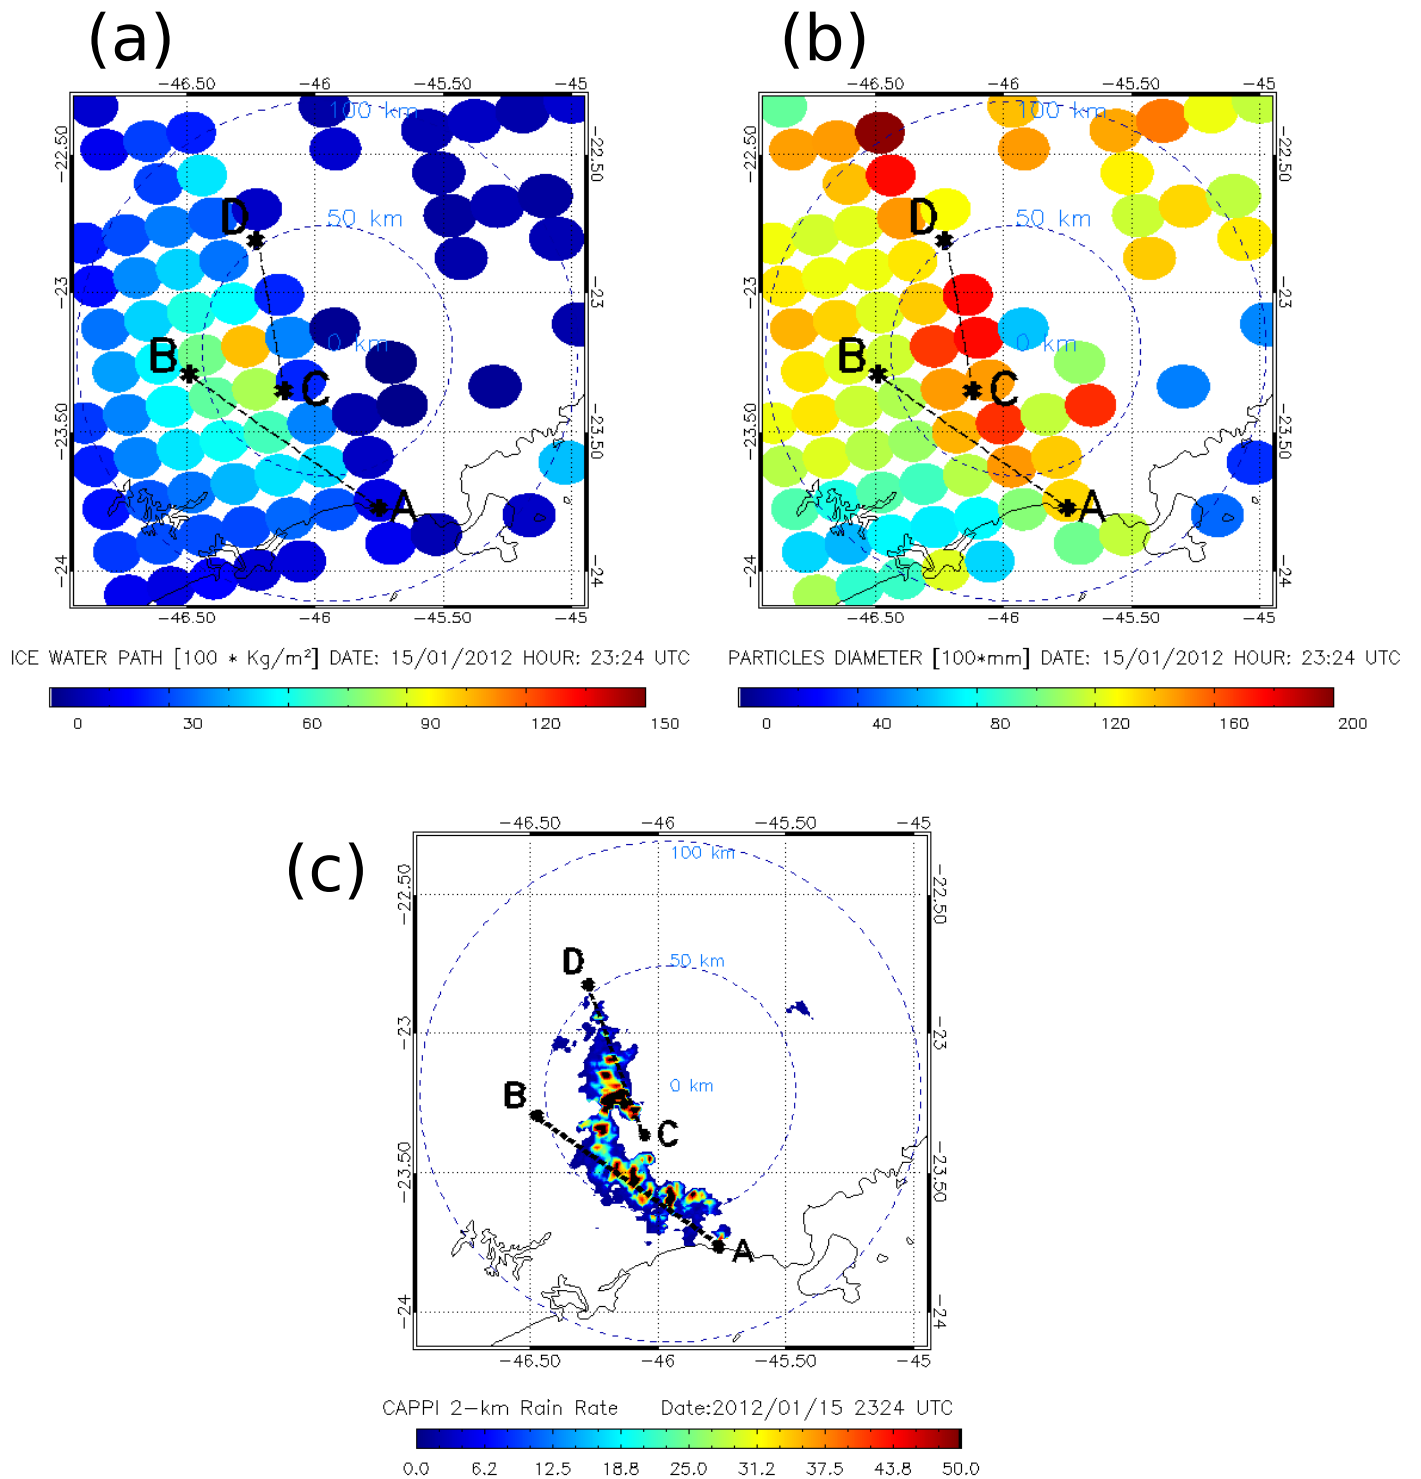 (a)
−46.50 −46 −45.50 −45
100 km
50 km
0 km
D
B
C
A
−22.50
−23
−23.50
−24
−22.50
−23
−23.50
−24
−46.50 −46 −45.50 −45
ICE WATER PATH [100 * Kg/m²] DATE: 15/01/2012 HOUR: 23:24 UTC
0 30 60 90 120 150
(b)
−46.50 −46 −45.50 −45
100 km
50 km
0 km
D
B
C
A
−22.50
−23
−23.50
−24
−22.50
−23
−23.50
−24
−46.50 −46 −45.50 −45
PARTICLES DIAMETER [100*mm] DATE: 15/01/2012 HOUR: 23:24 UTC
0 40 80 120 160 200
(c)
−46.50 −46 −45.50 −45
100 km
50 km
0 km
D
B
C
A
−22.50
−23
−23.50
−24
−22.50
−23
−23.50
−24
−46.50 −46 −45.50 −45
CAPPI 2−km Rain Rate Date:2012/01/15 2324 UTC
0.0 6.2 12.5 18.8 25.0 31.2 37.5 43.8 50.0